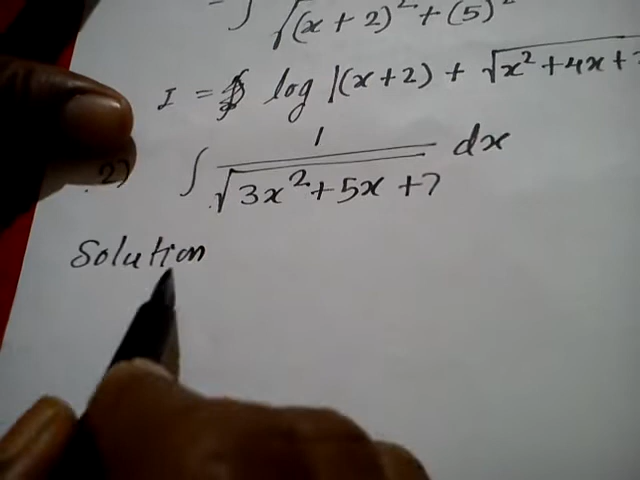 - ∫ √(x + 2)² + (5)²
I = log |(x + 2) + √x² + 4x +
2) ∫ 1/√3x² + 5x + 7 dx
Solution